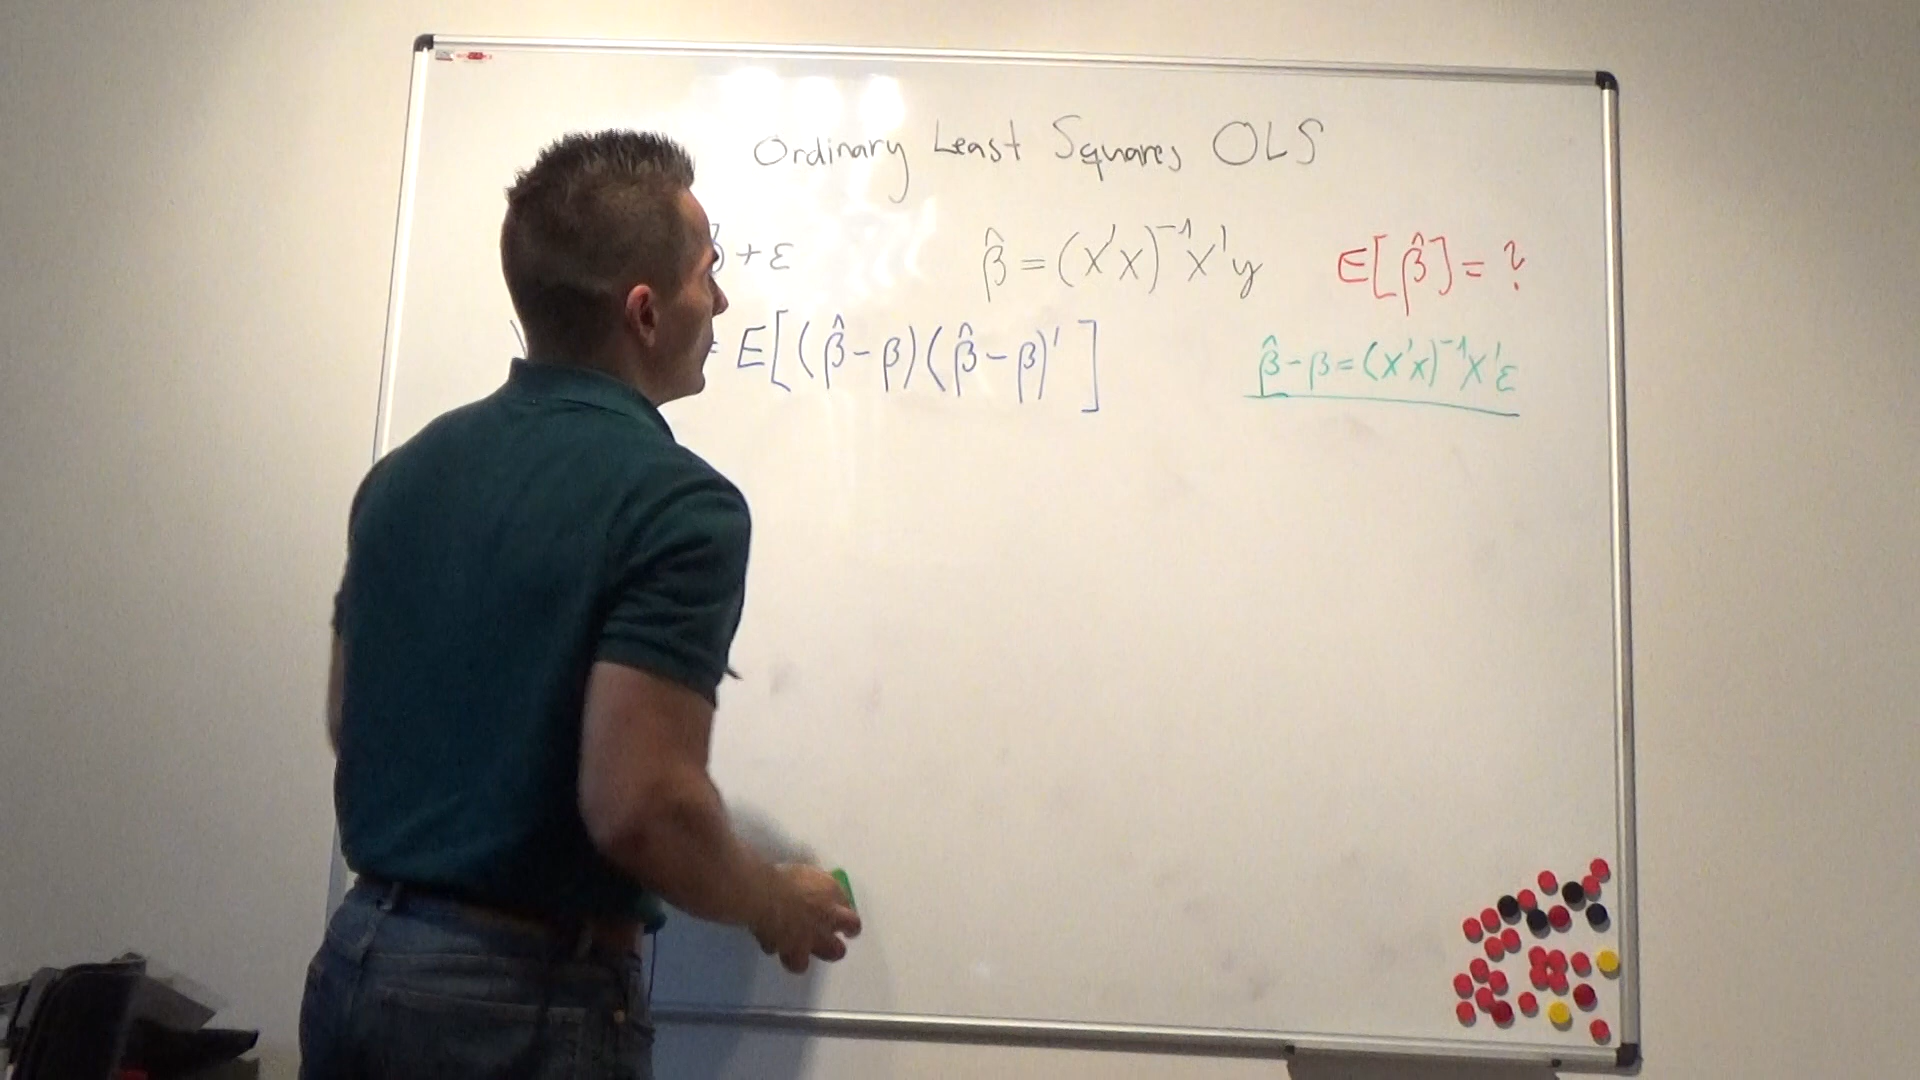 Ordinary Least Squares OLS
+ ε β̂ = (X'X)⁻¹X'y E[β̂] = ?
= E[(β̂ - β)(β̂ - β)'] β̂ - β = (X'X)⁻¹X'ε